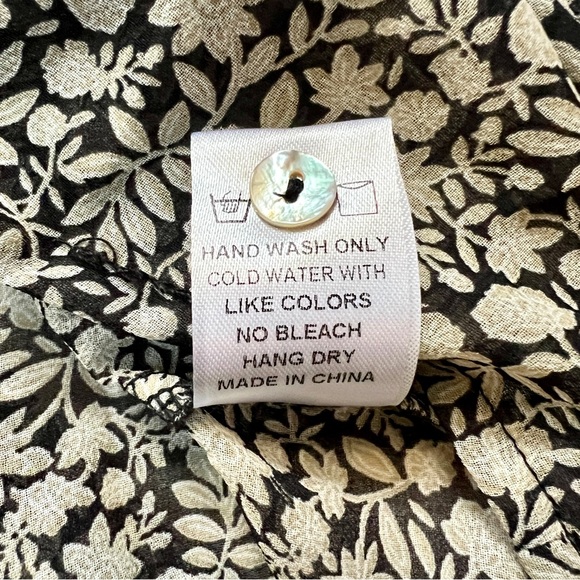 HAND WASH ONLY
COLD WATER WITH
LIKE COLORS
NO BLEACH
HANG DRY
MADE IN CHINA